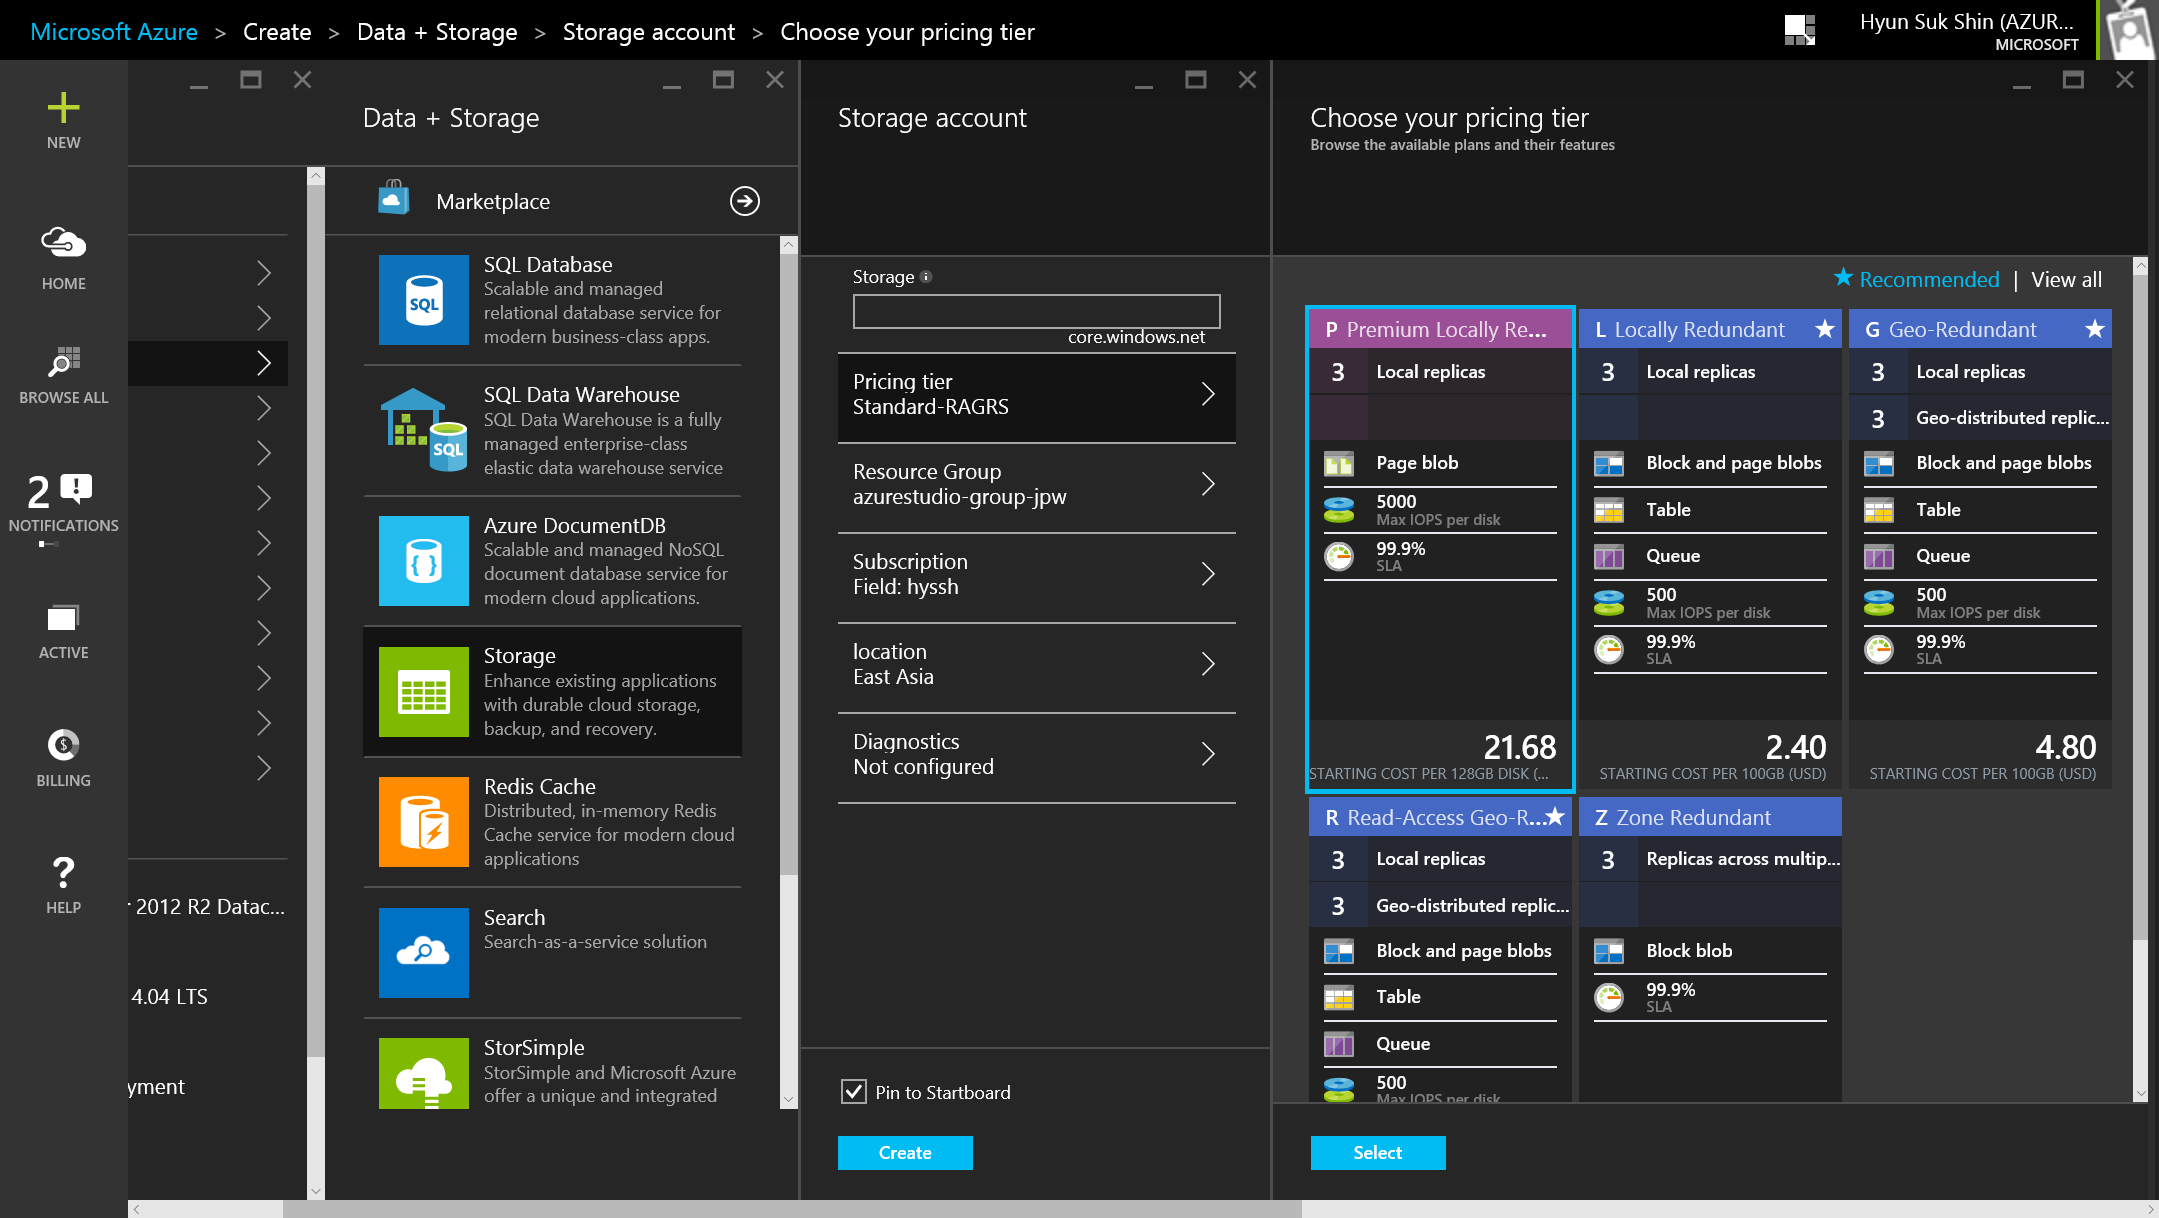 Microsoft Azure > Create > Data + Storage > Storage account > Choose your pricing tier
Hyun Suk Shin (AZUR...
MICROSOFT
NEW
HOME
BROWSE ALL
2
NOTIFICATIONS
ACTIVE
$
BILLING
?
HELP
2012 R2 Datac...
4.04 LTS
yment
Data + Storage
Marketplace
SQL
SQL Database
Scalable and managed
relational database service for
modern business-class apps.
SQL
SQL Data Warehouse
SQL Data Warehouse is a fully
managed enterprise-class
elastic data warehouse service
{ }
Azure DocumentDB
Scalable and managed NoSQL
document database service for
modern cloud applications.
Storage
Enhance existing applications
with durable cloud storage,
backup, and recovery.
Redis Cache
Distributed, in-memory Redis
Cache service for modern cloud
applications
Search
Search-as-a-service solution
StorSimple
StorSimple and Microsoft Azure
offer a unique and integrated
Storage account
Storage
core.windows.net
Pricing tier
Standard-RAGRS
Resource Group
azurestudio-group-jpw
Subscription
Field: hyssh
location
East Asia
Diagnostics
Not configured
Pin to Startboard
Create
Choose your pricing tier
Browse the available plans and their features
★ Recommended | View all
P Premium Locally Re...
3 Local replicas
Page blob
5000
Max IOPS per disk
99.9%
SLA
21.68
STARTING COST PER 128GB DISK (...
L Locally Redundant ★
3 Local replicas
Block and page blobs
Table
Queue
500
Max IOPS per disk
99.9%
SLA
2.40
STARTING COST PER 100GB (USD)
G Geo-Redundant ★
3 Local replicas
3 Geo-distributed replic...
Block and page blobs
Table
Queue
500
Max IOPS per disk
99.9%
SLA
4.80
STARTING COST PER 100GB (USD)
R Read-Access Geo-R...★
3 Local replicas
3 Geo-distributed replic...
Block and page blobs
Table
Queue
500
Max IOPS per disk
Z Zone Redundant
3 Replicas across multip...
Block blob
99.9%
SLA
Select